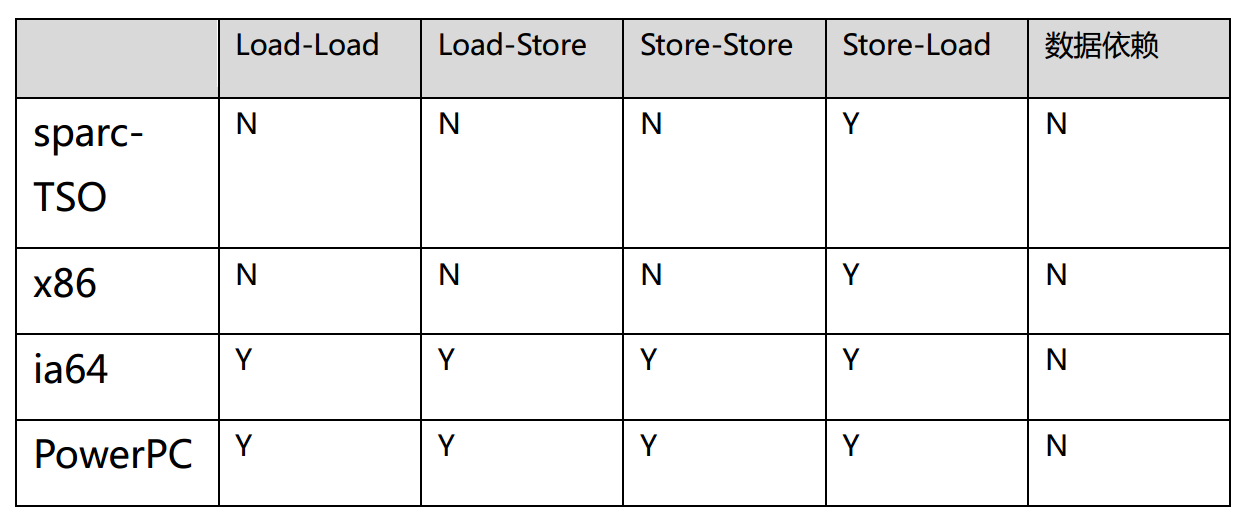 Load-Load Load-Store Store-Store Store-Load 数据依赖
sparc-
TSO N N N Y N
x86 N N N Y N
ia64 Y Y Y Y N
PowerPC Y Y Y Y N